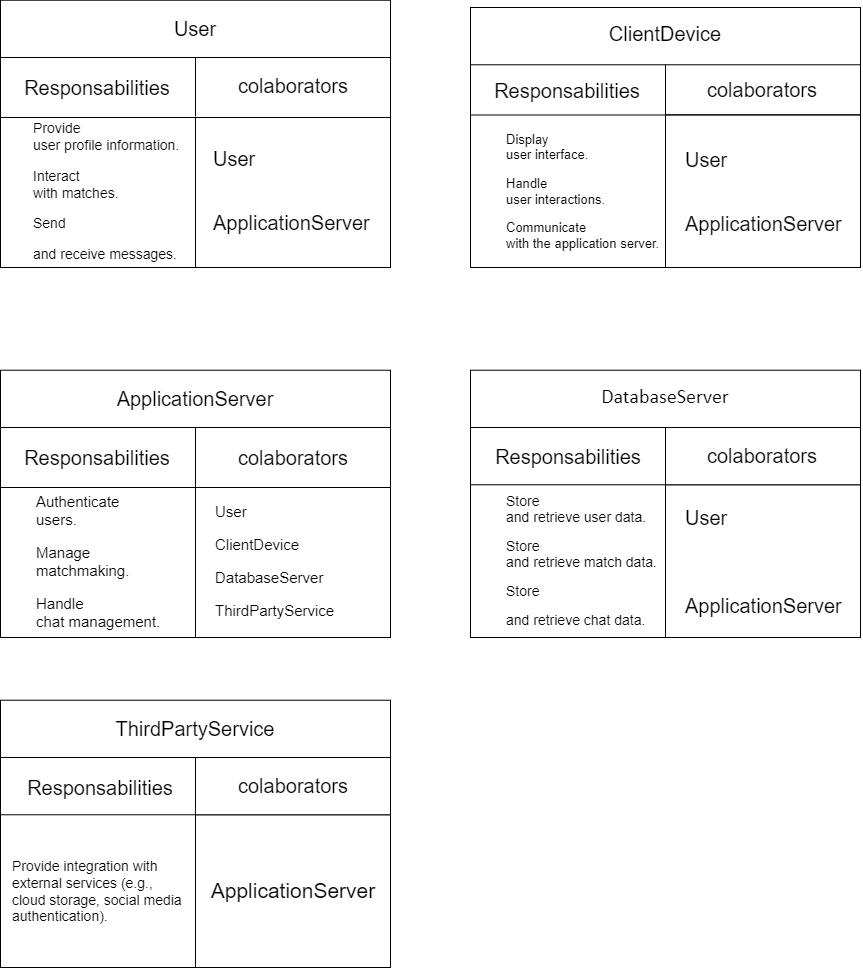 User
Responsabilities
colaborators
Provide
user profile information.
Interact
with matches.
Send
and receive messages.
User
ApplicationServer
ClientDevice
Responsabilities
colaborators
Display
user interface.
Handle
user interactions.
Communicate
with the application server.
User
ApplicationServer
ApplicationServer
Responsabilities
colaborators
Authenticate
users.
Manage
matchmaking.
Handle
chat management.
User
ClientDevice
DatabaseServer
ThirdPartyService
DatabaseServer
Responsabilities
colaborators
Store
and retrieve user data.
Store
and retrieve match data.
Store
and retrieve chat data.
User
ApplicationServer
ThirdPartyService
Responsabilities
colaborators
Provide integration with
external services (e.g.,
cloud storage, social media
authentication).
ApplicationServer